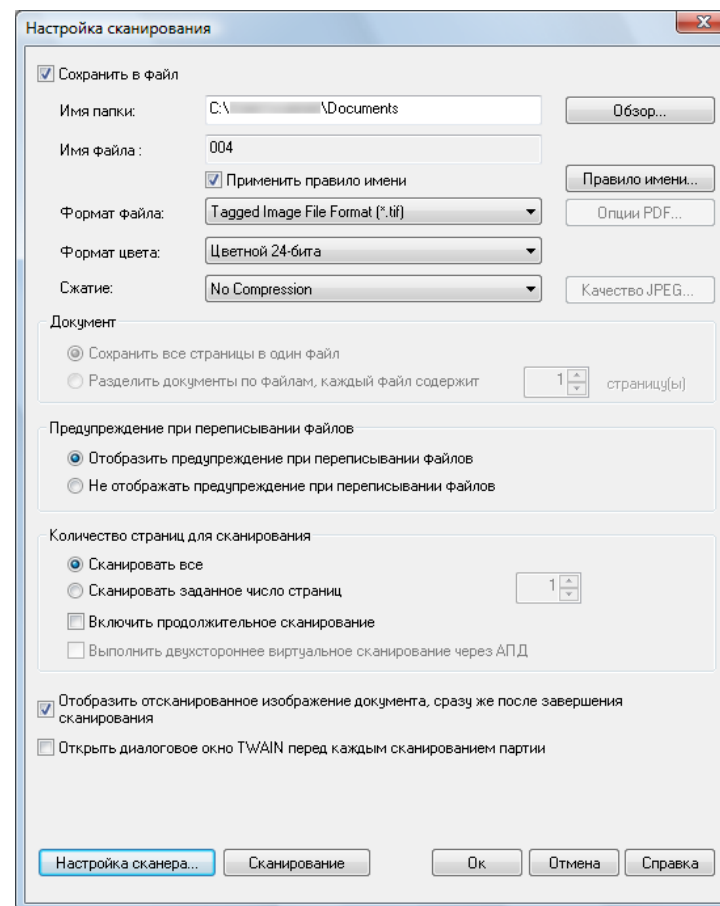 Настройка сканирования
Сохранить в файл
Имя папки: C:\ \Documents Обзор...
Имя файла : 004
Применить правило имени Правило имени...
Формат файла: Tagged Image File Format (*.tif) Опции PDF...
Формат цвета: Цветной 24-бита
Сжатие: No Compression Качество JPEG...
Документ
Сохранить все страницы в один файл
Разделить документы по файлам, каждый файл содержит 1 страницу(ы)
Предупреждение при переписывании файлов
Отобразить предупреждение при переписывании файлов
Не отображать предупреждение при переписывании файлов
Количество страниц для сканирования
Сканировать все
Сканировать заданное число страниц 1
Включить продолжительное сканирование
Выполнить двухстороннее виртуальное сканирование через АПД
Отобразить отсканированное изображение документа, сразу же после завершения
сканирования
Открыть диалоговое окно TWAIN перед каждым сканированием партии
Настройка сканера... Сканирование Ок Отмена Справка